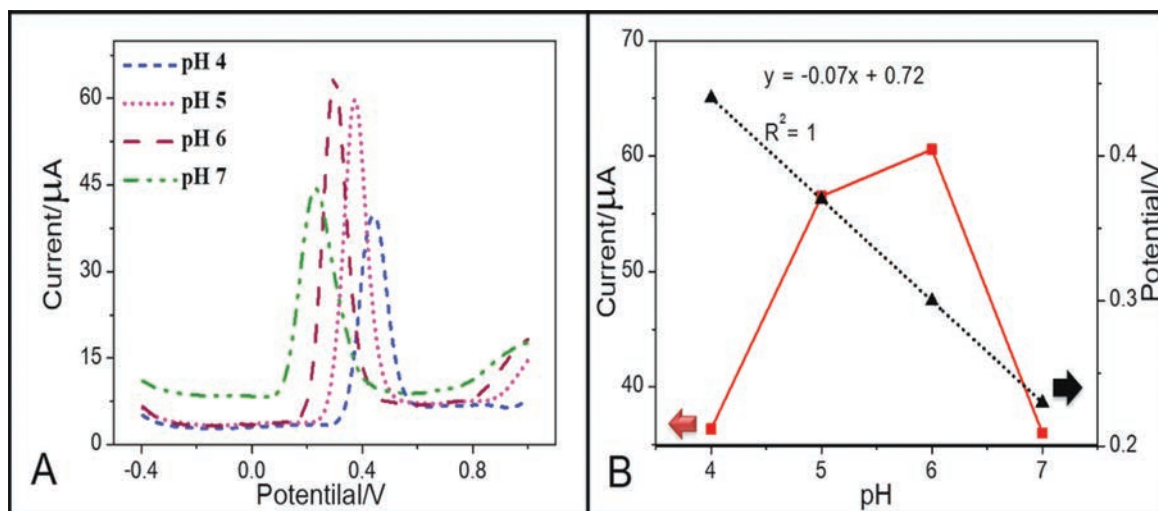 pH 4
pH 5
pH 6
pH 7
Current/μA
60
45
30
15
0
-0.4
0.0
0.4
0.8
Potentilal/V
A
y = -0.07x + 0.72
R² = 1
Current/μA
70
60
50
40
Potential/V
0.4
0.3
0.2
4
5
6
7
pH
B